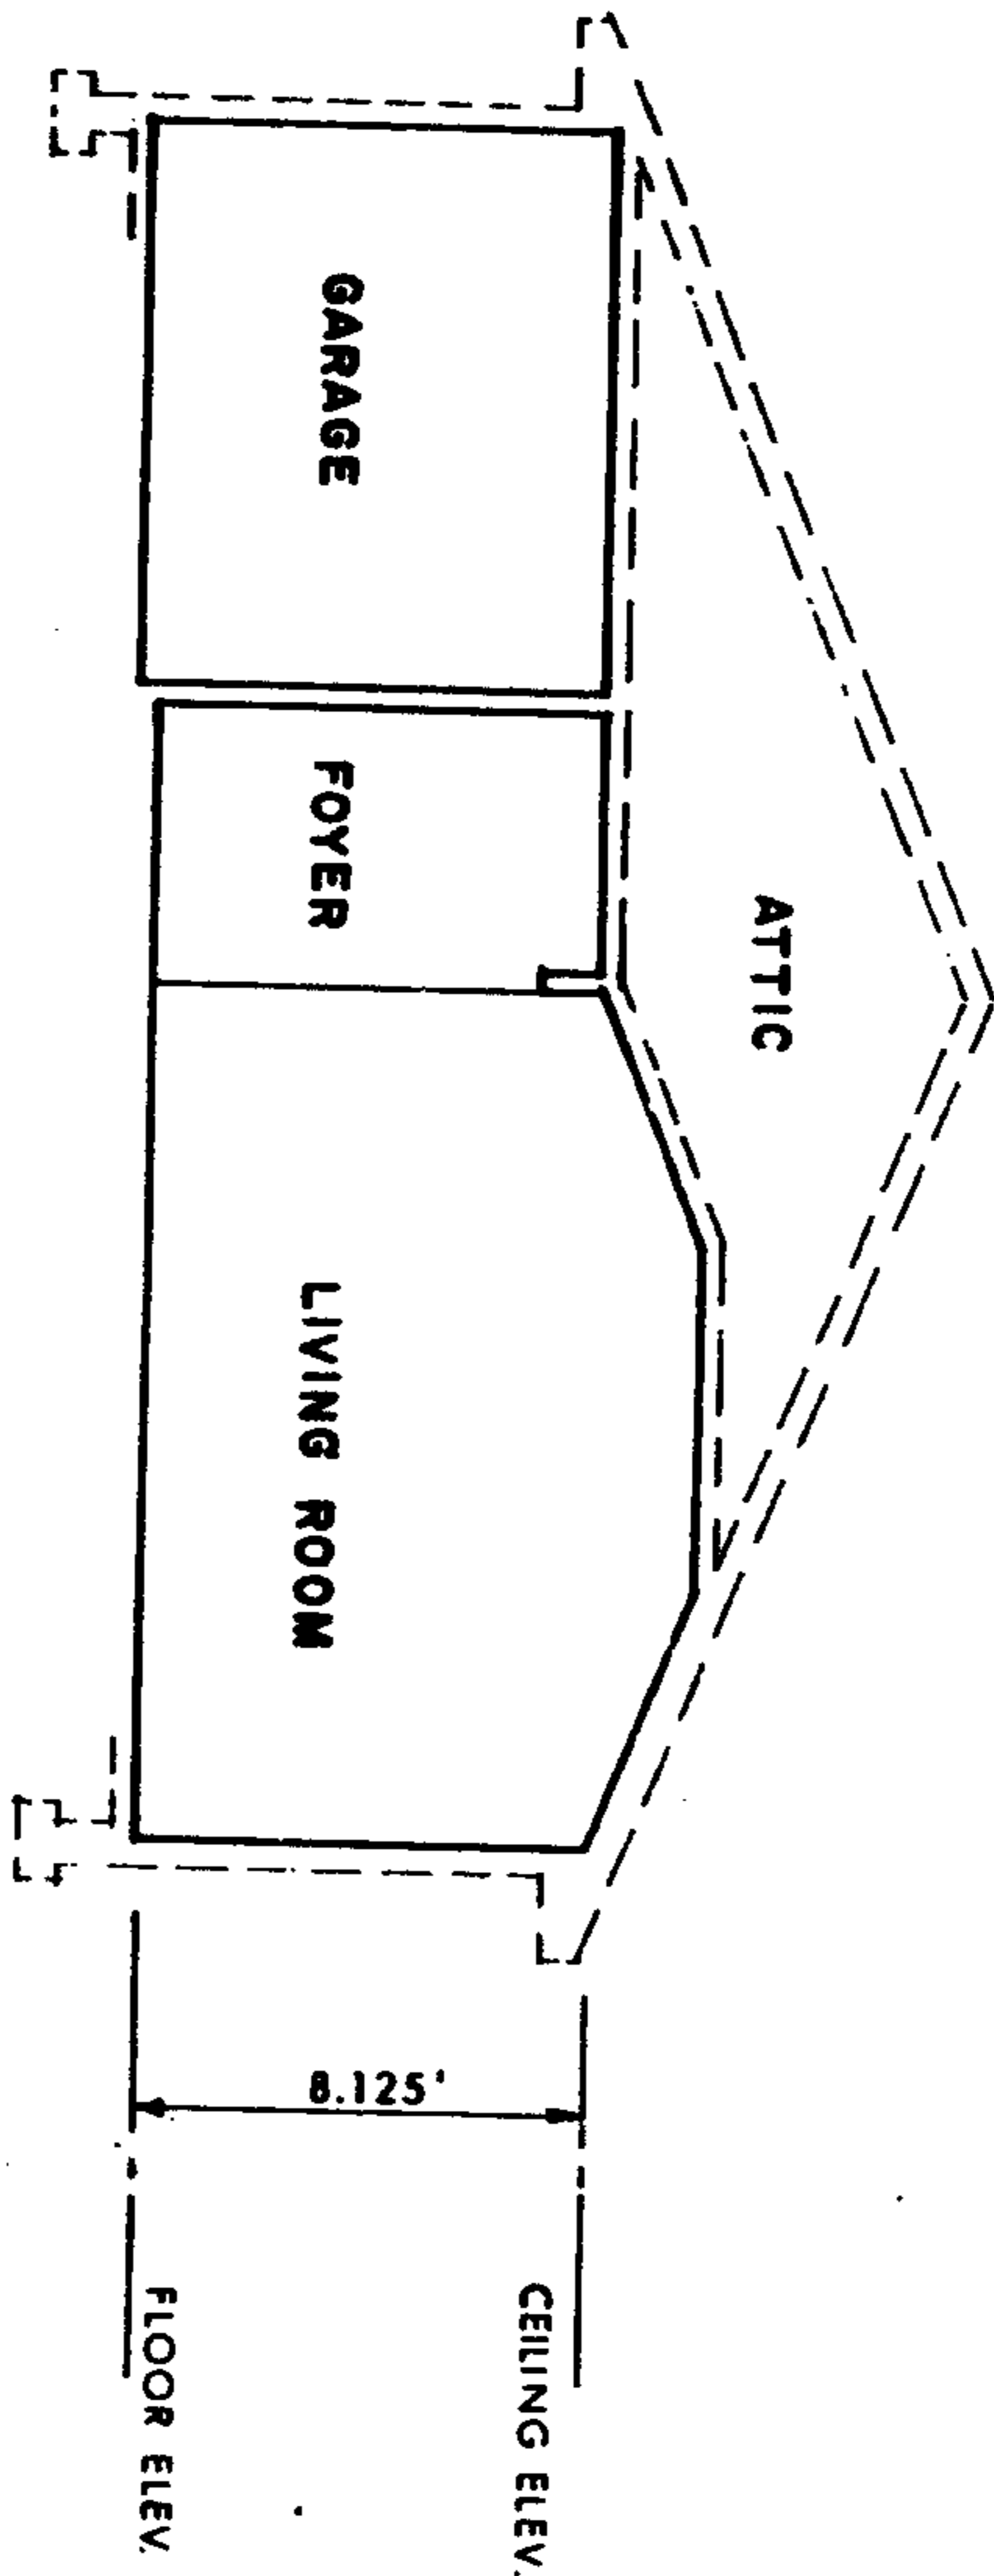 ATTIC
GARAGE
FOYER
LIVING ROOM
8.125'
CEILING ELEV.
FLOOR ELEV.